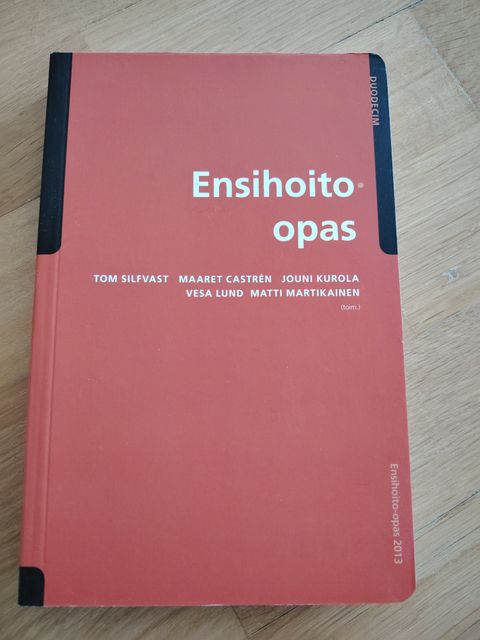 DUODECIM
Ensihoito-
opas
TOM SILFVAST MAARET CASTRÉN JOUNI KUROLA
VESA LUND MATTI MARTIKAINEN
(toim.)
Ensihoito-opas 2013